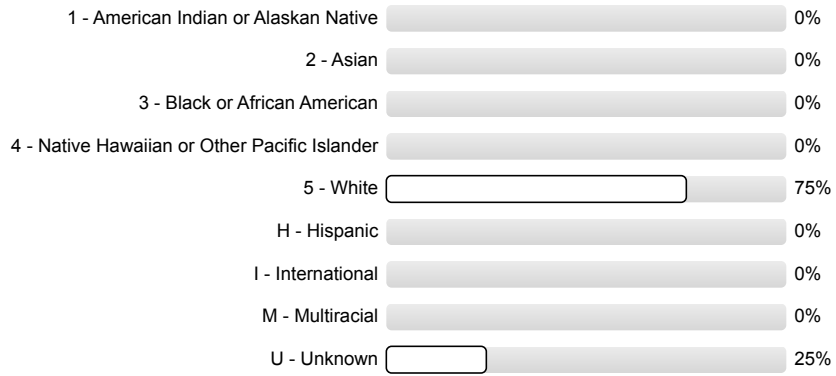 1 - American Indian or Alaskan Native 0%
2 - Asian 0%
3 - Black or African American 0%
4 - Native Hawaiian or Other Pacific Islander 0%
5 - White 75%
H - Hispanic 0%
I - International 0%
M - Multiracial 0%
U - Unknown 25%